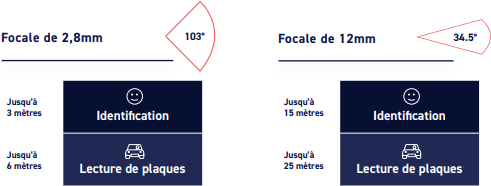 Focale de 2,8mm
103°
Jusqu'à
3 mètres
Identification
Jusqu'à
6 mètres
Lecture de plaques
Focale de 12mm
34.5°
Jusqu'à
15 mètres
Identification
Jusqu'à
25 mètres
Lecture de plaques